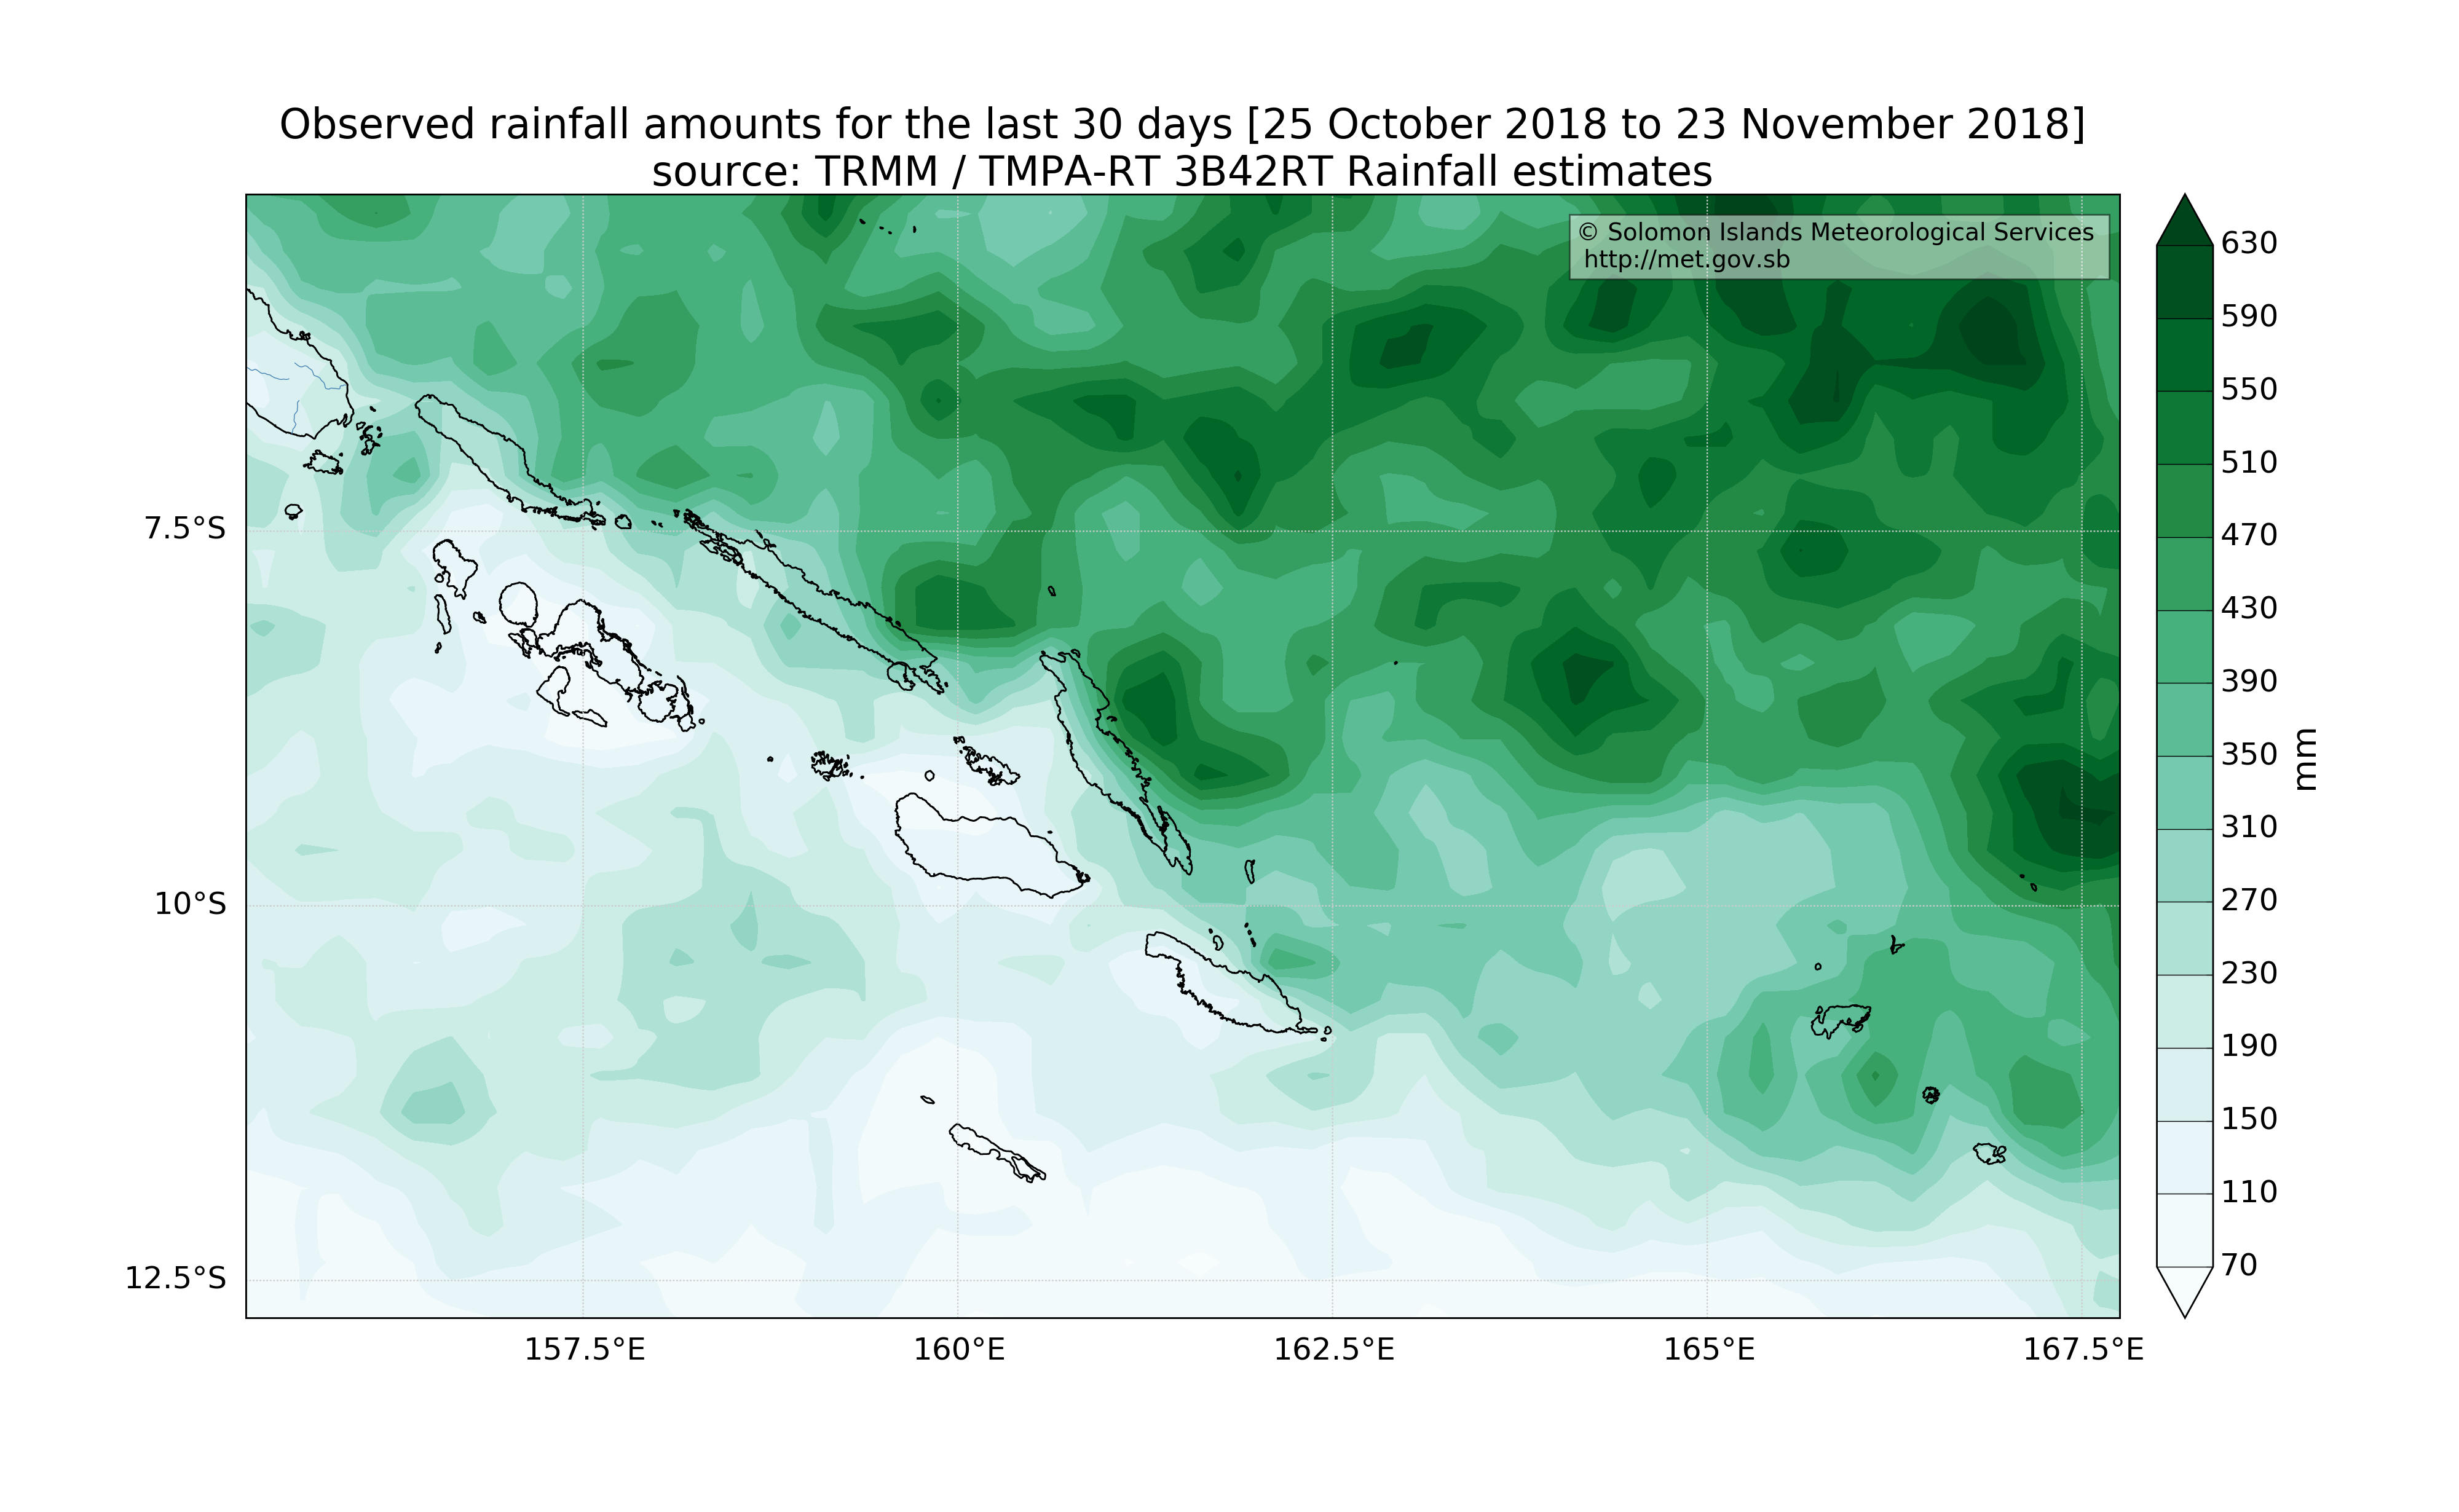 Observed rainfall amounts for the last 30 days [25 October 2018 to 23 November 2018]
source: TRMM / TMPA-RT 3B42RT Rainfall estimates
© Solomon Islands Meteorological Services
http://met.gov.sb
7.5°S
10°S
12.5°S
157.5°E
160°E
162.5°E
165°E
167.5°E
630
590
550
510
470
430
390
350
310
270
230
190
150
110
70
mm